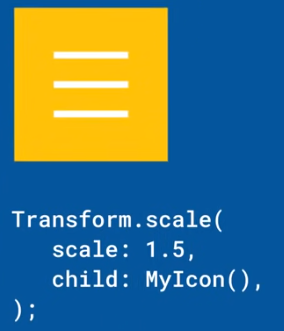 Transform.scale(
   scale: 1.5,
   child: MyIcon(),
);